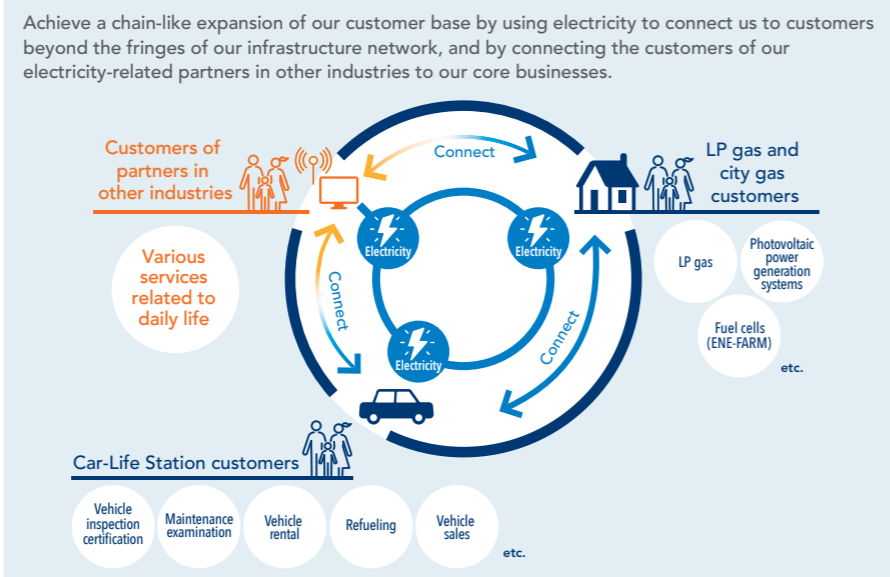 Achieve a chain-like expansion of our customer base by using electricity to connect us to customers
beyond the fringes of our infrastructure network, and by connecting the customers of our
electricity-related partners in other industries to our core businesses.
Customers of
partners in
other industries
Connect
LP gas and
city gas
customers
Various
services
related to
daily life
Electricity
Electricity
LP gas
Photovoltaic
power
generation
systems
Connect
Connect
Fuel cells
(ENE-FARM)
etc.
Electricity
Car-Life Station customers
Vehicle
inspection
certification
Maintenance
examination
Vehicle
rental
Refueling
Vehicle
sales
etc.